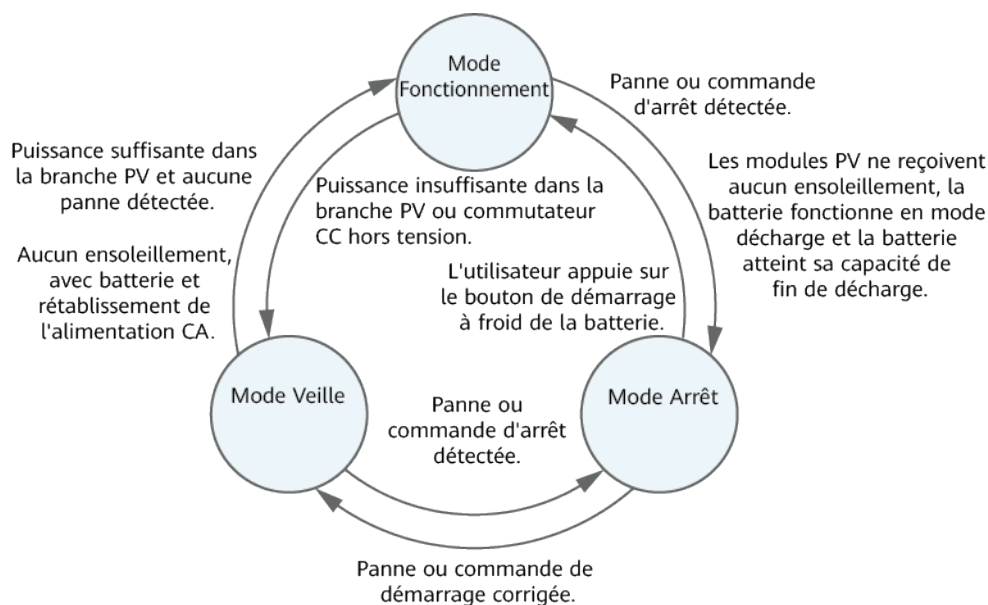 Mode
Fonctionnement
Panne ou commande
d'arrêt détectée.
Puissance suffisante dans
la branche PV et aucune
panne détectée.
Les modules PV ne reçoivent
aucun ensoleillement, la
batterie fonctionne en mode
décharge et la batterie
atteint sa capacité de
fin de décharge.
Puissance insuffisante dans la
branche PV ou commutateur
CC hors tension.
Aucun ensoleillement,
avec batterie et
rétablissement de
l'alimentation CA.
L'utilisateur appuie sur
le bouton de démarrage
à froid de la batterie.
Mode Veille
Mode Arrêt
Panne ou
commande d'arrêt
détectée.
Panne ou commande de
démarrage corrigée.